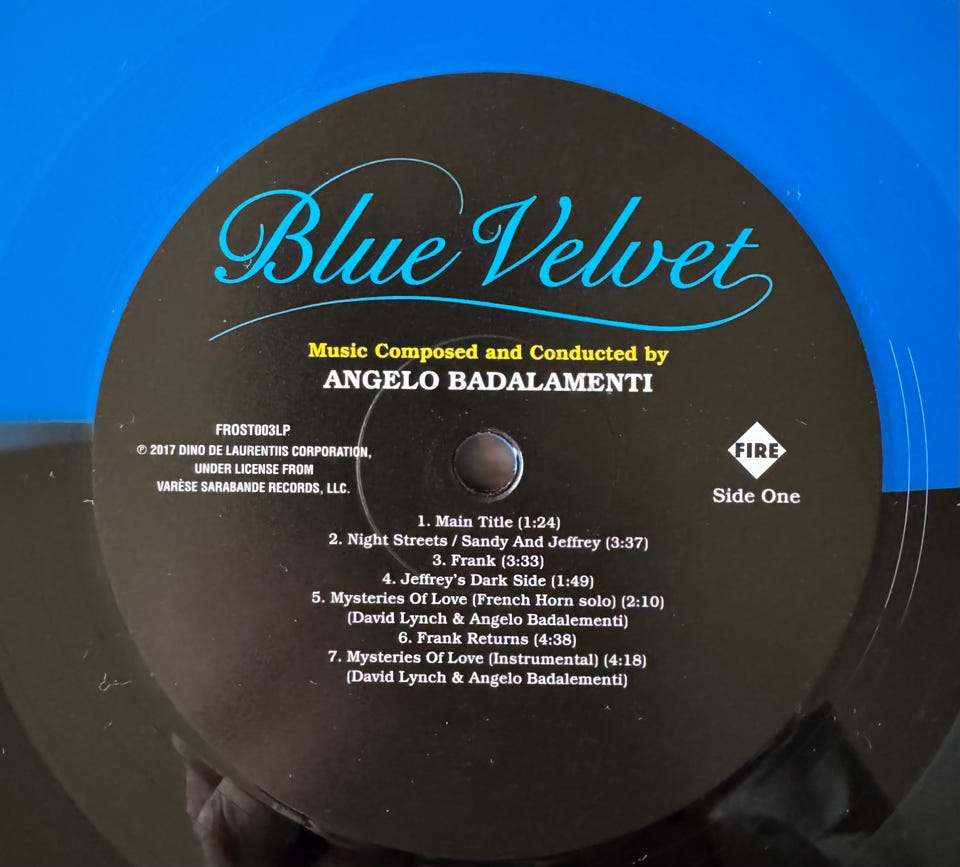 Blue Velvet
Music Composed and Conducted by
ANGELO BADALAMENTI
FROST003LP
℗ 2017 DINO DE LAURENTIIS CORPORATION,
UNDER LICENSE FROM
VARÈSE SARABANDE RECORDS, LLC.
FIRE
Side One
1. Main Title (1:24)
2. Night Streets / Sandy And Jeffrey (3:37)
3. Frank (3:33)
4. Jeffrey's Dark Side (1:49)
5. Mysteries Of Love (French Horn solo) (2:10)
(David Lynch & Angelo Badalementi)
6. Frank Returns (4:38)
7. Mysteries Of Love (Instrumental) (4:18)
(David Lynch & Angelo Badalementi)